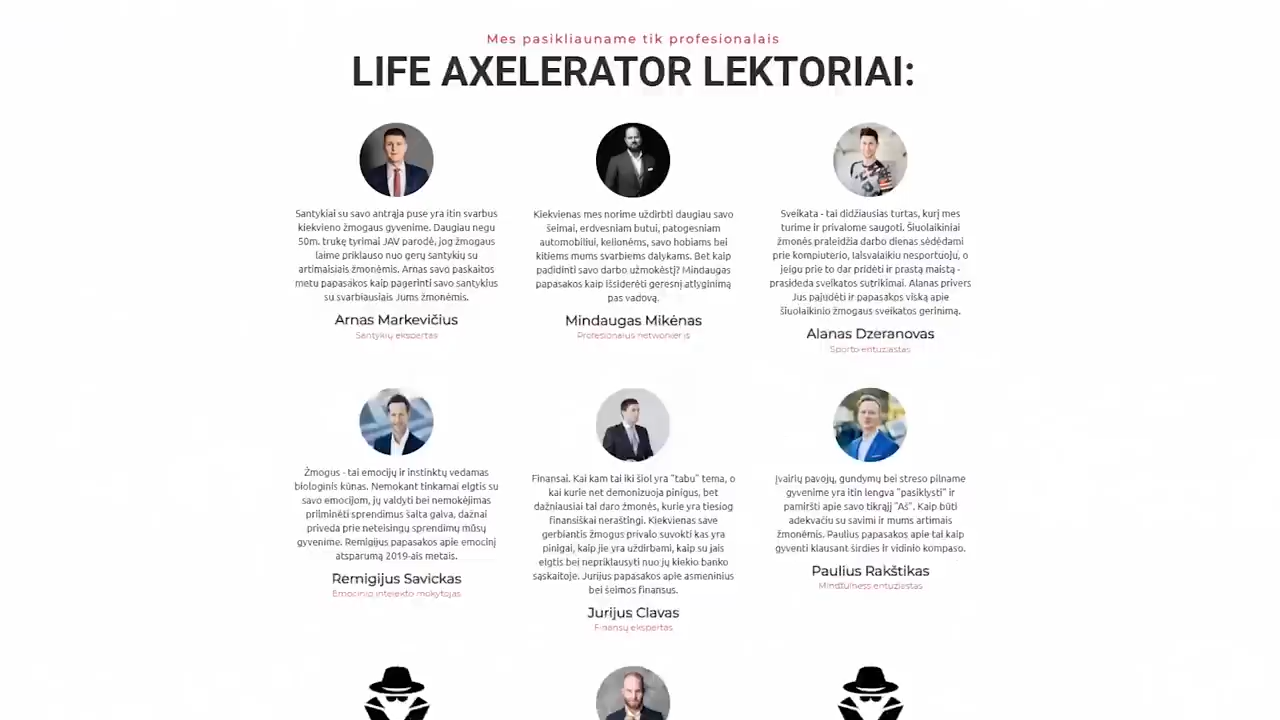 Mes pasikliauname tik profesionalais
LIFE AXELERATOR LEKTORIAI:
Santykiai su savo antrąja puse yra itin svarbus
kiekvieno žmogaus gyvenime. Daugiau negu
50m. trukę tyrimai JAV parodė, jog žmogaus
laimė priklauso nuo gerų santykių su
artimaisiais žmonėmis. Arnas savo paskaitos
metu papasakos kaip pagerinti savo santykius
su svarbiausiais Jums žmonėmis.
Arnas Markevičius
Santykių ekspertas
Kiekvienas mes norime uždirbti daugiau savo
šeimai, erdvesniam butui, patogesniam
automobiliui, kelionėms, savo hobiams bei
kitiems mums svarbiems dalykams. Bet kaip
padidinti savo darbo užmokestį? Mindaugas
papasakos kaip išsiderėti geresnį atlyginimą
pas vadovą.
Mindaugas Mikėnas
Profesionalus networker'is
Sveikata - tai didžiausias turtas, kurį mes
turime ir privalome saugoti. Šiuolaikiniai
žmonės praleidžia darbo dienas sėdėdami
prie kompiuterio, laisvalaikiu nesportuoju, o
jeigu prie to dar pridėti ir prastą maistą -
prasideda sveikatos sutrikimai. Alanas privers
Jus pajudėti ir papasakos viską apie
šiuolaikinio žmogaus sveikatos gerinimą.
Alanas Dzeranovas
Sporto entuziastas
Žmogus - tai emocijų ir instinktų vedamas
biologinis kūnas. Nemokant tinkamai elgtis su
savo emocijom, jų valdyti bei nemokėjimas
priiminėti sprendimus šalta galva, dažnai
priveda prie neteisingų sprendimų mūsų
gyvenime. Remigijus papasakos apie emocinį
atsparumą 2019-ais metais.
Remigijus Savickas
Emocinio intelekto mokytojas
Finansai. Kai kam tai iki šiol yra "tabu" tema, o
kai kurie net demonizuoja pinigus, bet
dažniausiai tai daro žmonės, kurie yra tiesiog
finansiškai neraštingi. Kiekvienas save
gerbiantis žmogus privalo suvokti kas yra
pinigai, kaip jie yra uždirbami, kaip su jais
elgtis bei nepriklausyti nuo jų kiekio banko
sąskaitoje. Jurijus papasakos apie asmeninius
bei šeimos finansus.
Jurijus Clavas
Finansų ekspertas
Įvairių pavojų, gundymų bei streso pilname
gyvenime yra itin lengva "pasiklysti" ir
pamiršti apie savo tikrąjį "Aš". Kaip būti
adekvačiu su savimi ir mums artimais
žmonėmis. Paulius papasakos apie tai kaip
gyventi klausant širdies ir vidinio kompaso.
Paulius Rakštikas
Mindfulness entuziastas